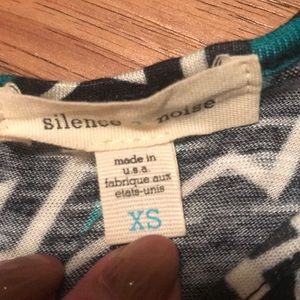 silence + noise
made in
u.s.a.
fabrique aux
etats-unis
XS